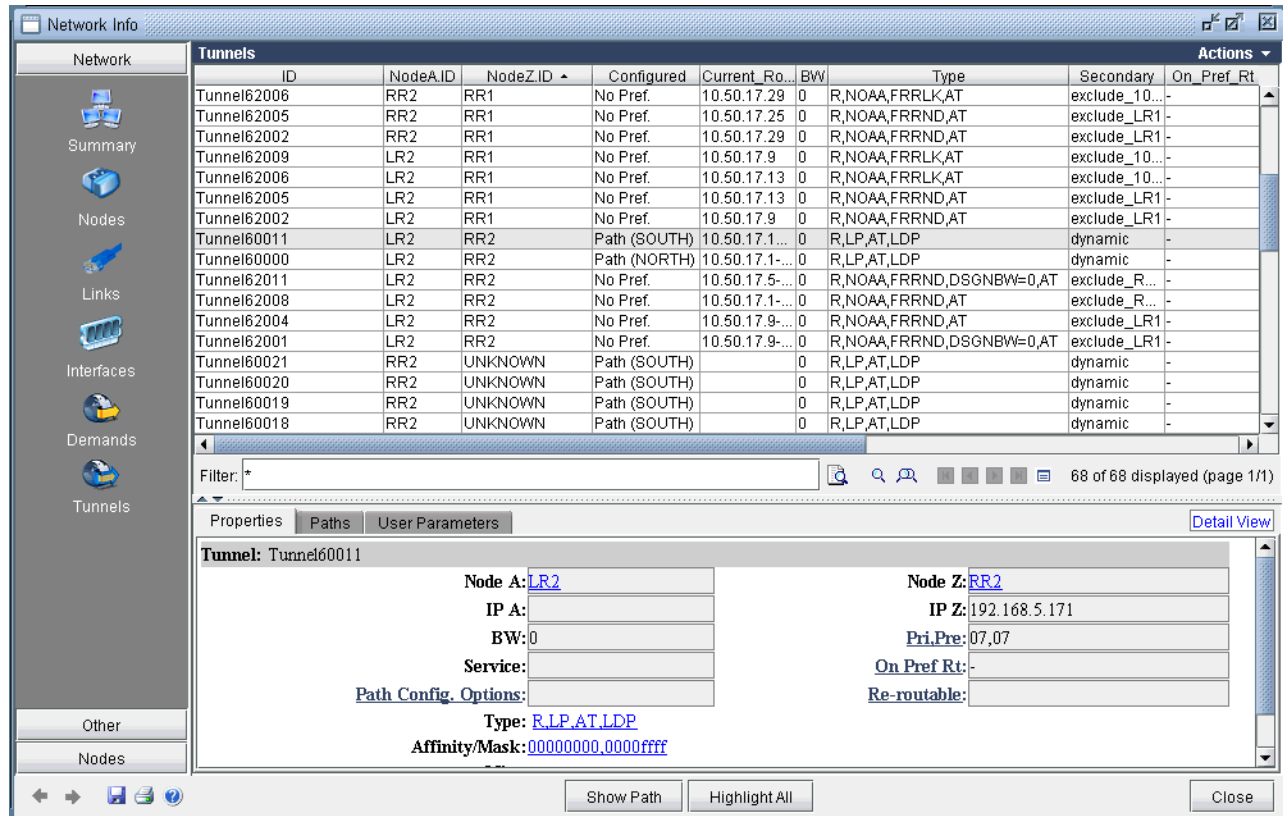 Network Info
Network
Summary
Nodes
Links
Interfaces
Demands
Tunnels
Other
Nodes
Tunnels Actions
ID NodeA.ID NodeZ.ID Configured Current_Ro... BW Type Secondary On_Pref_Rt
Tunnel62006 RR2 RR1 No Pref. 10.50.17.29 0 R,NOAA,FRRLK,AT exclude_10... -
Tunnel62005 RR2 RR1 No Pref. 10.50.17.25 0 R,NOAA,FRRND,AT exclude_LR1 -
Tunnel62002 RR2 RR1 No Pref. 10.50.17.29 0 R,NOAA,FRRND,AT exclude_LR1 -
Tunnel62009 LR2 RR1 No Pref. 10.50.17.9 0 R,NOAA,FRRLK,AT exclude_10... -
Tunnel62006 LR2 RR1 No Pref. 10.50.17.13 0 R,NOAA,FRRLK,AT exclude_10... -
Tunnel62005 LR2 RR1 No Pref. 10.50.17.13 0 R,NOAA,FRRND,AT exclude_LR1 -
Tunnel62002 LR2 RR1 No Pref. 10.50.17.9 0 R,NOAA,FRRND,AT exclude_LR1 -
Tunnel60011 LR2 RR2 Path (SOUTH) 10.50.17.1... 0 R,LP,AT,LDP dynamic -
Tunnel60000 LR2 RR2 Path (NORTH) 10.50.17.1-... 0 R,LP,AT,LDP dynamic -
Tunnel62011 LR2 RR2 No Pref. 10.50.17.5-... 0 R,NOAA,FRRND,DSGNBW=0,AT exclude_R... -
Tunnel62008 LR2 RR2 No Pref. 10.50.17.1-... 0 R,NOAA,FRRND,AT exclude_R... -
Tunnel62004 LR2 RR2 No Pref. 10.50.17.9-... 0 R,NOAA,FRRND,AT exclude_LR1 -
Tunnel62001 LR2 RR2 No Pref. 10.50.17.9-... 0 R,NOAA,FRRND,DSGNBW=0,AT exclude_LR1 -
Tunnel60021 RR2 UNKNOWN Path (SOUTH) 0 R,LP,AT,LDP dynamic -
Tunnel60020 RR2 UNKNOWN Path (SOUTH) 0 R,LP,AT,LDP dynamic -
Tunnel60019 RR2 UNKNOWN Path (SOUTH) 0 R,LP,AT,LDP dynamic -
Tunnel60018 RR2 UNKNOWN Path (SOUTH) 0 R,LP,AT,LDP dynamic -
Filter: * 68 of 68 displayed (page 1/1)
Properties Paths User Parameters Detail View
Tunnel: Tunnel60011
Node A: LR2 Node Z: RR2
IP A: IP Z: 192.168.5.171
BW: 0 Pri,Pre: 07,07
Service: On Pref Rt: -
Path Config. Options: Re-routable:
Type: R,LP,AT,LDP
Affinity/Mask: 00000000,0000ffff
Show Path Highlight All Close